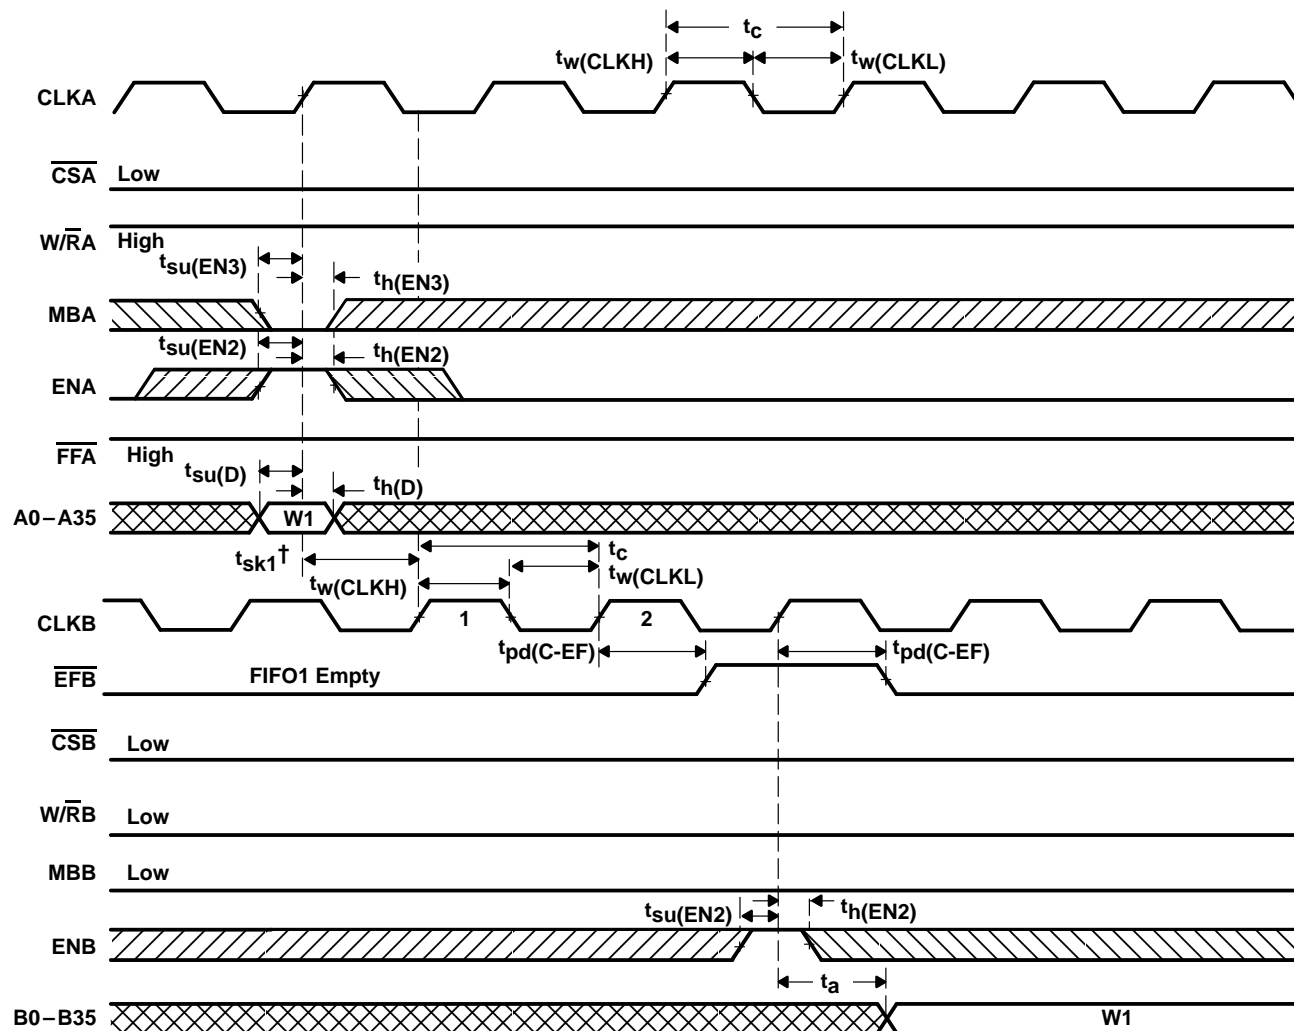 tc
tw(CLKH) tw(CLKL)
CLKA
CSA Low
W/RA High
tsu(EN3) th(EN3)
MBA
tsu(EN2) th(EN2)
ENA
FFA High
tsu(D) th(D)
A0–A35 W1
tsk1† tc
tw(CLKH) tw(CLKL)
CLKB 1 2
tpd(C-EF) tpd(C-EF)
EFB FIFO1 Empty
CSB Low
W/RB Low
MBB Low
tsu(EN2) th(EN2)
ENB
ta
B0–B35 W1